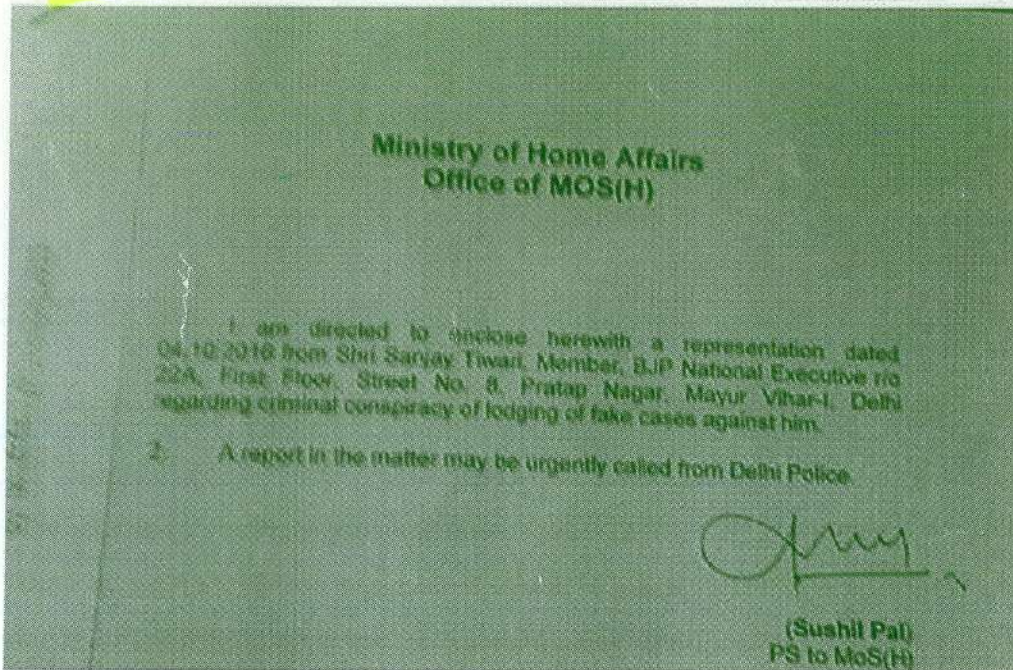 Ministry of Home Affairs
Office of MOS(H)
I am directed to enclose herewith a representation dated
04.10.2016 from Shri Sanjay Tiwari, Member, BJP National Executive r/o
22A, First Floor, Street No. 8, Pratap Nagar, Mayur Vihar-I, Delhi
regarding criminal conspiracy of lodging of fake cases against him.
2. A report in the matter may be urgently called from Delhi Police.
(Sushil Pal)
PS to MoS(H)